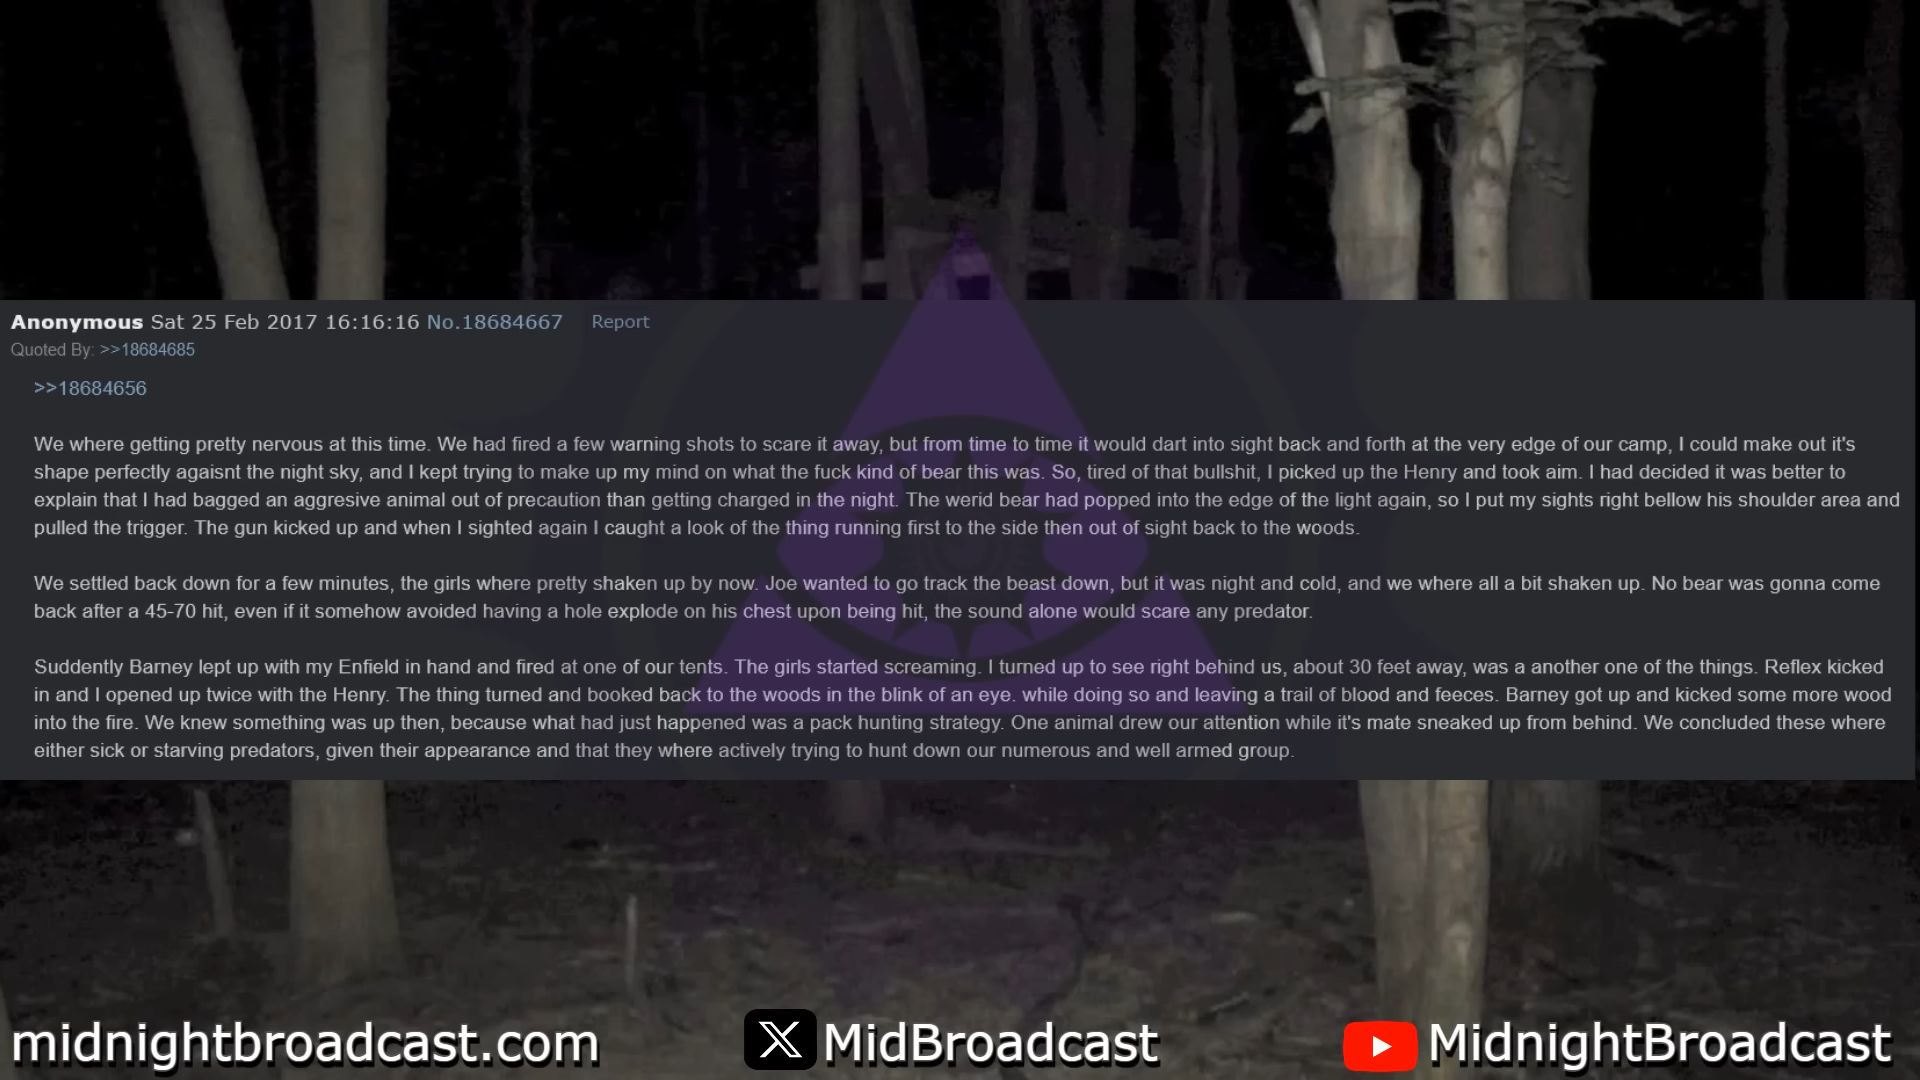 Anonymous Sat 25 Feb 2017 16:16:16 No.18684667 Report
Quoted By: >>18684685
>>18684656
We where getting pretty nervous at this time. We had fired a few warning shots to scare it away, but from time to time it would dart into sight back and forth at the very edge of our camp, I could make out it's
shape perfectly agaisnt the night sky, and I kept trying to make up my mind on what the fuck kind of bear this was. So, tired of that bullshit, I picked up the Henry and took aim. I had decided it was better to
explain that I had bagged an aggresive animal out of precaution than getting charged in the night. The werid bear had popped into the edge of the light again, so I put my sights right bellow his shoulder area and
pulled the trigger. The gun kicked up and when I sighted again I caught a look of the thing running first to the side then out of sight back to the woods.
We settled back down for a few minutes, the girls where pretty shaken up by now. Joe wanted to go track the beast down, but it was night and cold, and we where all a bit shaken up. No bear was gonna come
back after a 45-70 hit, even if it somehow avoided having a hole explode on his chest upon being hit, the sound alone would scare any predator.
Suddenly Barney lept up with my Enfield in hand and fired at one of our tents. The girls started screaming. I turned up to see right behind us, about 30 feet away, was a another one of the things. Reflex kicked
in and I opened up twice with the Henry. The thing turned and booked back to the woods in the blink of an eye. while doing so and leaving a trail of blood and feeces. Barney got up and kicked some more wood
into the fire. We knew something was up then, because what had just happened was a pack hunting strategy. One animal drew our attention while it's mate sneaked up from behind. We concluded these where
either sick or starving predators, given their appearance and that they where actively trying to hunt down our numerous and well armed group.
midnightbroadcast.com MidBroadcast MidnightBroadcast